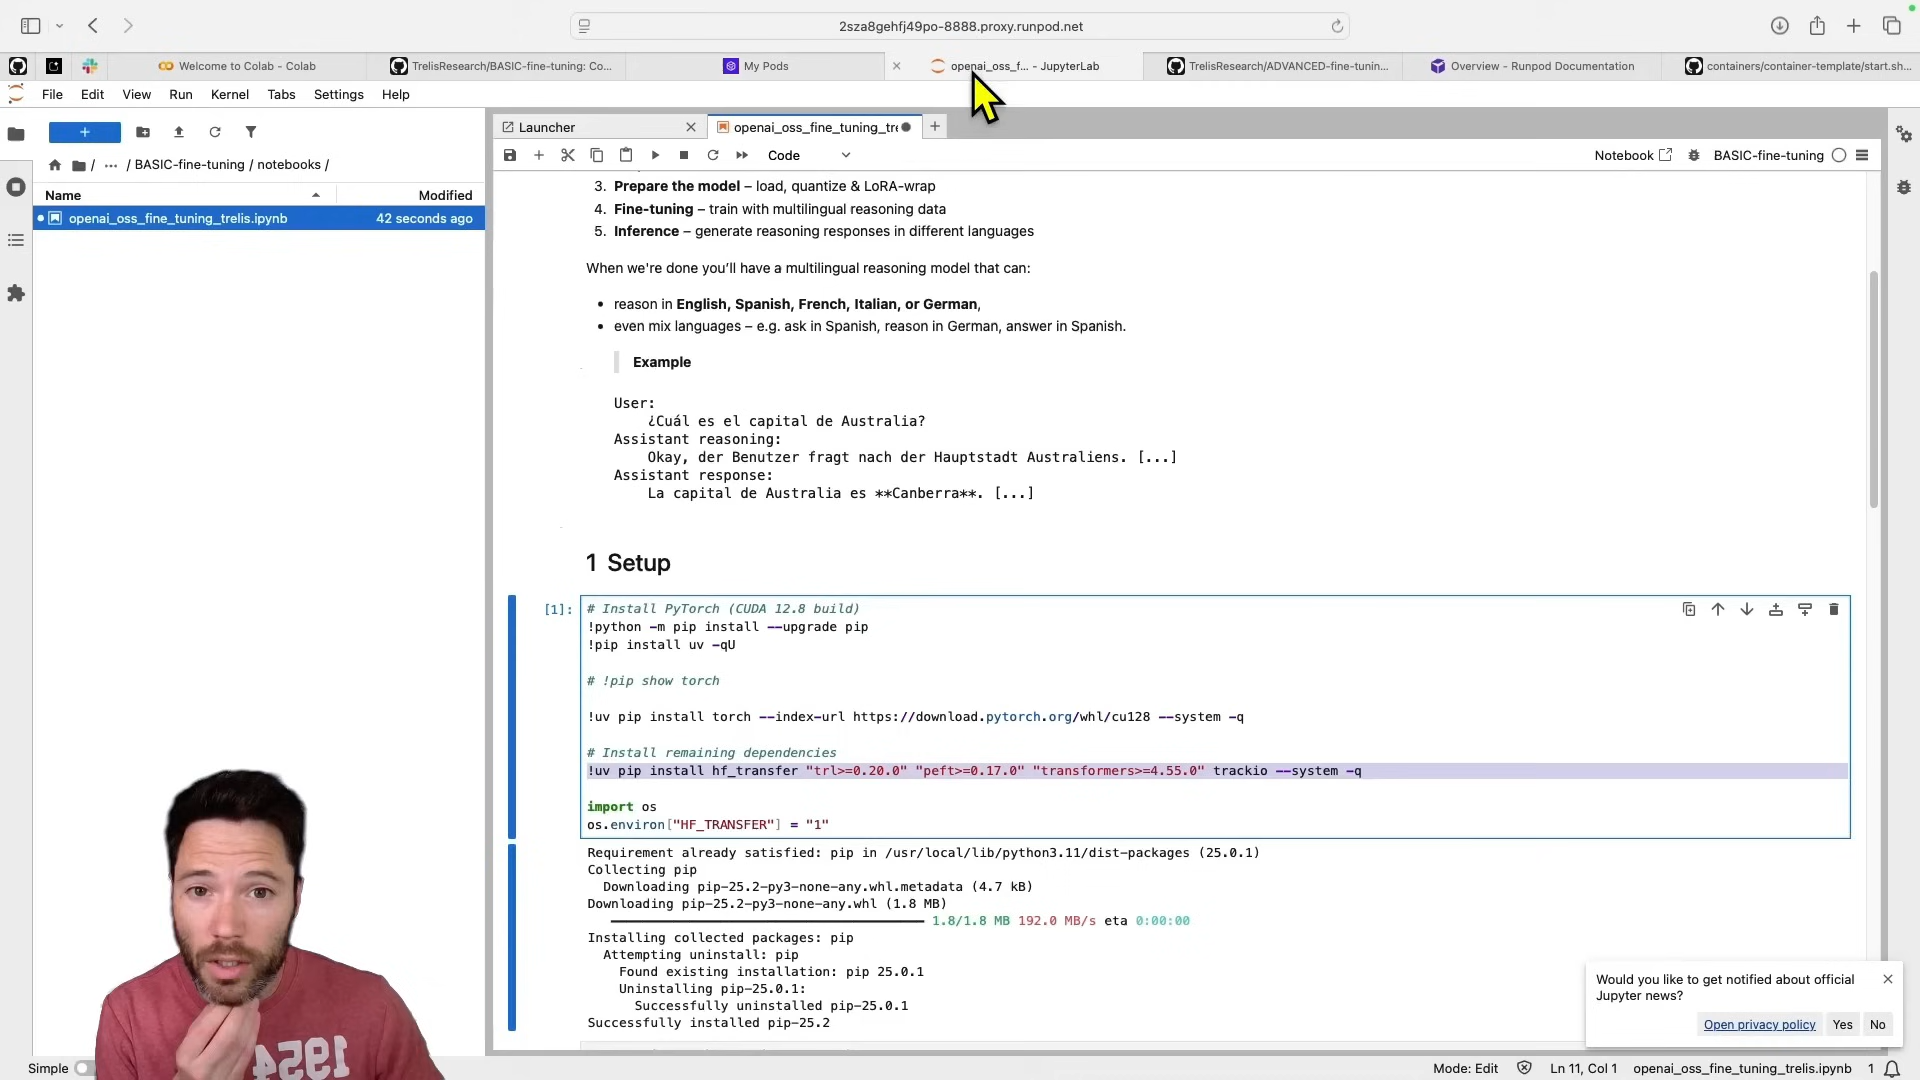 2sza8gehfj49po-8888.proxy.runpod.net
Welcome to Colab - Colab
TrelisResearch/BASIC-fine-tuning: Co...
My Pods
openai_oss_f... - JupyterLab
TrelisResearch/ADVANCED-fine-tunin...
Overview - Runpod Documentation
containers/container-template/start.sh...
File Edit View Run Kernel Tabs Settings Help
Launcher
openai_oss_fine_tuning_tre
Code
Notebook
BASIC-fine-tuning
/ ... / BASIC-fine-tuning / notebooks /
Name Modified
openai_oss_fine_tuning_trelis.ipynb 42 seconds ago
3. Prepare the model – load, quantize & LoRA-wrap
4. Fine-tuning – train with multilingual reasoning data
5. Inference – generate reasoning responses in different languages
When we're done you’ll have a multilingual reasoning model that can:
• reason in English, Spanish, French, Italian, or German,
• even mix languages – e.g. ask in Spanish, reason in German, answer in Spanish.
Example
User:
¿Cuál es el capital de Australia?
Assistant reasoning:
Okay, der Benutzer fragt nach der Hauptstadt Australiens. [...]
Assistant response:
La capital de Australia es **Canberra**. [...]
1 Setup
[1]:
# Install PyTorch (CUDA 12.8 build)
!python -m pip install --upgrade pip
!pip install uv -qU
# !pip show torch
!uv pip install torch --index-url https://download.pytorch.org/whl/cu128 --system -q
# Install remaining dependencies
!uv pip install hf_transfer "trl>=0.20.0" "peft>=0.17.0" "transformers>=4.55.0" trackio --system -q
import os
os.environ["HF_TRANSFER"] = "1"
Requirement already satisfied: pip in /usr/local/lib/python3.11/dist-packages (25.0.1)
Collecting pip
Downloading pip-25.2-py3-none-any.whl.metadata (4.7 kB)
Downloading pip-25.2-py3-none-any.whl (1.8 MB)
1.8/1.8 MB 192.0 MB/s eta 0:00:00
Installing collected packages: pip
Attempting uninstall: pip
Found existing installation: pip 25.0.1
Uninstalling pip-25.0.1:
Successfully uninstalled pip-25.0.1
Successfully installed pip-25.2
Would you like to get notified about official
Jupyter news?
Open privacy policy Yes No
1954
Simple
Mode: Edit Ln 11, Col 1 openai_oss_fine_tuning_trelis.ipynb 1